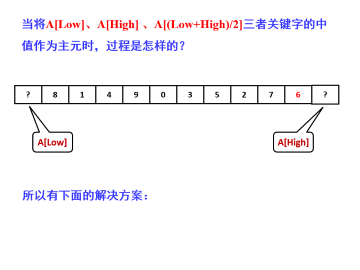 当将A[Low]、A[High] 、A[(Low+High)/2]三者关键字的中
值作为主元时，过程是怎样的？
? 8 1 4 9 0 3 5 2 7 6 ?
A[Low] A[High]
所以有下面的解决方案：